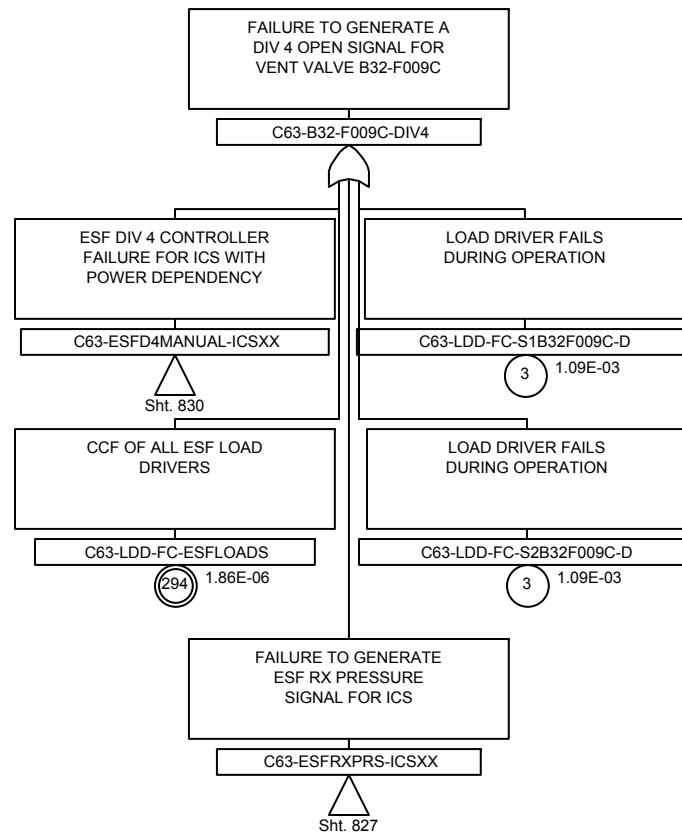 FAILURE TO GENERATE A
DIV 4 OPEN SIGNAL FOR
VENT VALVE B32-F009C
C63-B32-F009C-DIV4
ESF DIV 4 CONTROLLER
FAILURE FOR ICS WITH
POWER DEPENDENCY
C63-ESFD4MANUAL-ICSXX
Sht. 830
LOAD DRIVER FAILS
DURING OPERATION
C63-LDD-FC-S1B32F009C-D
3
1.09E-03
CCF OF ALL ESF LOAD
DRIVERS
C63-LDD-FC-ESFLOADS
294
1.86E-06
LOAD DRIVER FAILS
DURING OPERATION
C63-LDD-FC-S2B32F009C-D
3
1.09E-03
FAILURE TO GENERATE
ESF RX PRESSURE
SIGNAL FOR ICS
C63-ESFRXPRS-ICSXX
Sht. 827